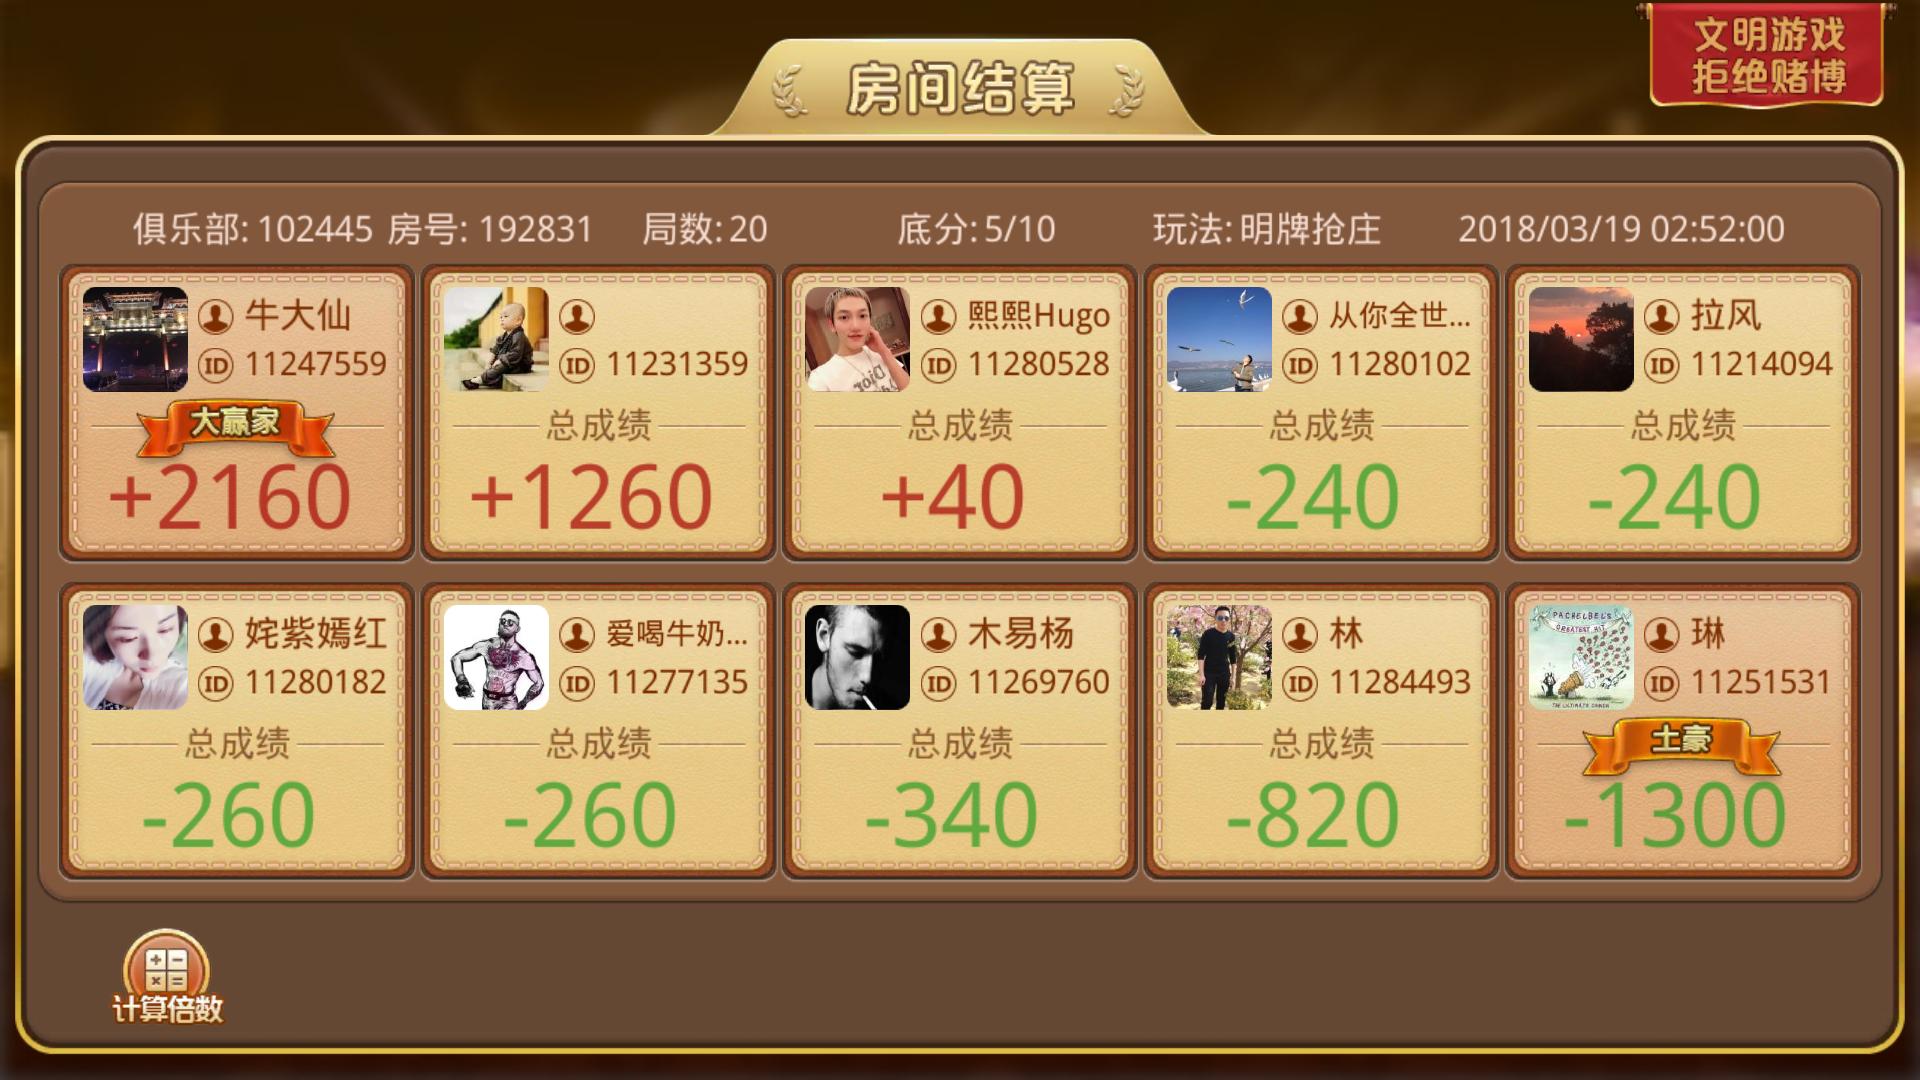 文明游戏
拒绝赌博
房间结算
俱乐部: 102445 房号: 192831 局数: 20 底分: 5/10 玩法: 明牌抢庄 2018/03/19 02:52:00
牛大仙
ID 11247559
大赢家
+2160
ID 11231359
总成绩
+1260
熙熙Hugo
ID 11280528
总成绩
+40
从你全世...
ID 11280102
总成绩
-240
拉风
ID 11214094
总成绩
-240
姹紫嫣红
ID 11280182
总成绩
-260
爱喝牛奶...
ID 11277135
总成绩
-260
木易杨
ID 11269760
总成绩
-340
林
ID 11284493
总成绩
-820
PACHELBEL'S
GREATEST HIT
琳
ID 11251531
土豪
-1300
计算倍数